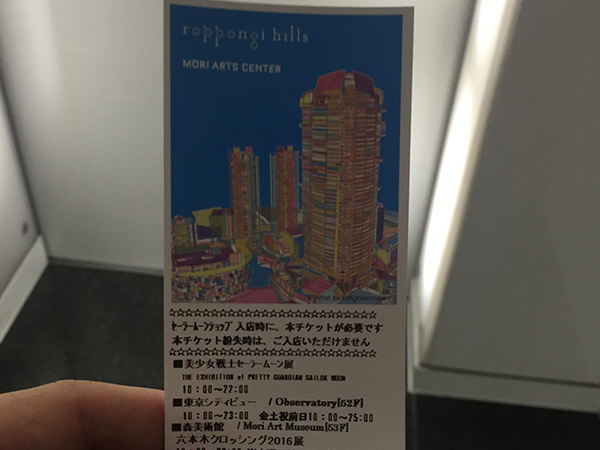 roppongi hills
MORI ARTS CENTER
☆☆☆☆☆☆☆☆☆☆☆☆☆☆☆☆☆☆☆☆☆☆☆☆
ｾｰﾗｰﾑｰﾝｼｮｯﾌﾟ入店時に、本チケットが必要です
本チケット紛失時は、ご入店いただけません
☆☆☆☆☆☆☆☆☆☆☆☆☆☆☆☆☆☆☆☆☆☆☆☆
■美少女戦士ｾｰﾗｰﾑｰﾝ展
THE EXHIBITION of PRETTY GUARDIAN SAILOR MOON
10:00～22:00
■東京シティビュー / Observatory[52F]
10:00～23:00 金土祝前日10:00～25:00
■森美術館 / Mori Art Museum[53F]
六本木クロッシング2016展